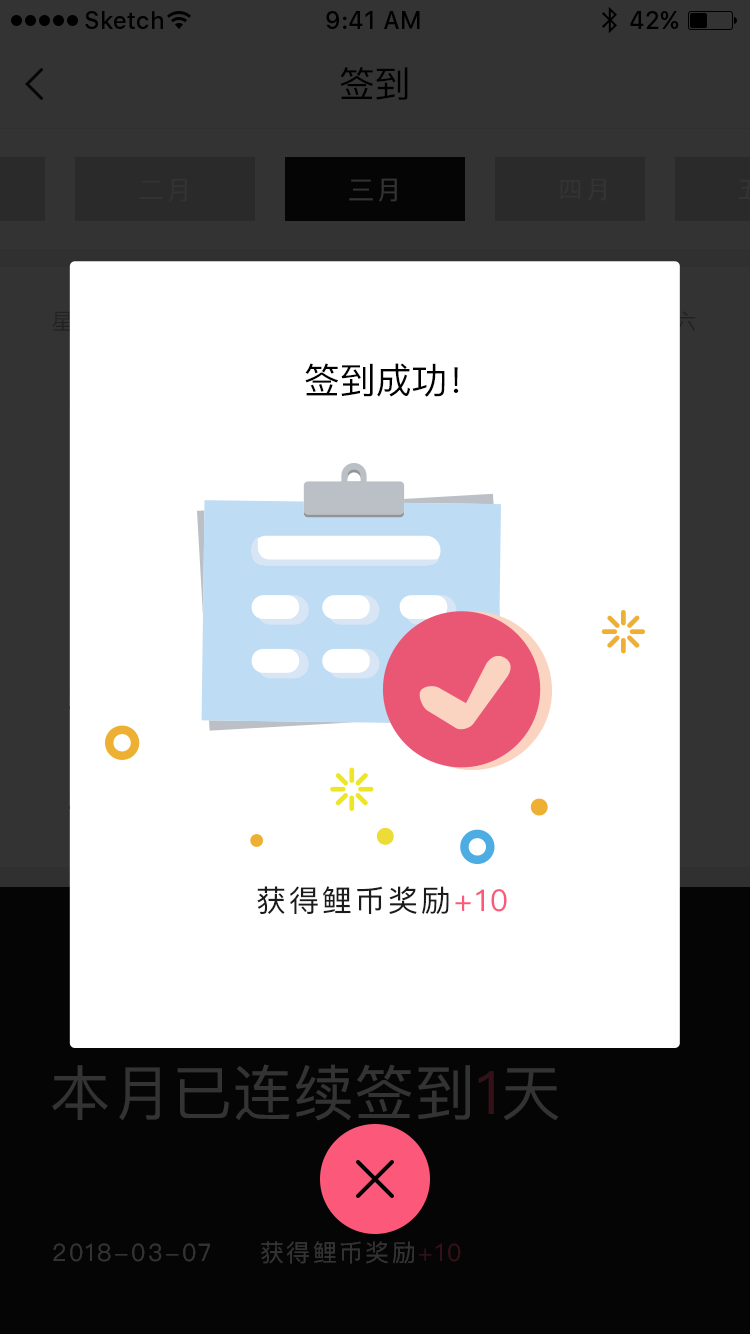 Sketch 9:41 AM 42%
签到
二月 三月 四月 五
星 六
签到成功！
获得鲤币奖励+10
本月已连续签到1天
2018-03-07 获得鲤币奖励+10